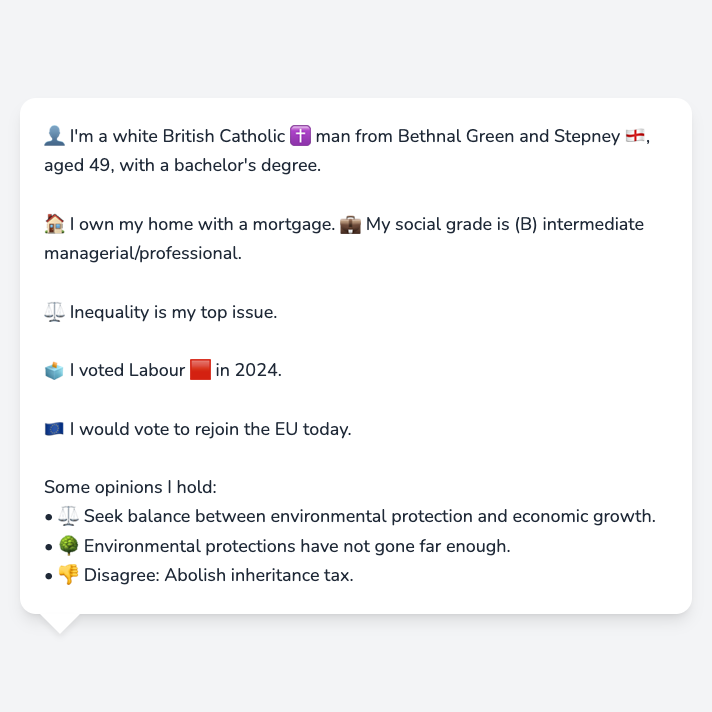 👤 I'm a white British Catholic ✝️ man from Bethnal Green and Stepney 🏴󠁧󠁢󠁥󠁮󠁧󠁿,
aged 49, with a bachelor's degree.
🏠 I own my home with a mortgage. 💼 My social grade is (B) intermediate
managerial/professional.
⚖️ Inequality is my top issue.
🗳️ I voted Labour 🟥 in 2024.
🇪🇺 I would vote to rejoin the EU today.
Some opinions I hold:
• ⚖️ Seek balance between environmental protection and economic growth.
• 🌳 Environmental protections have not gone far enough.
• 👎 Disagree: Abolish inheritance tax.